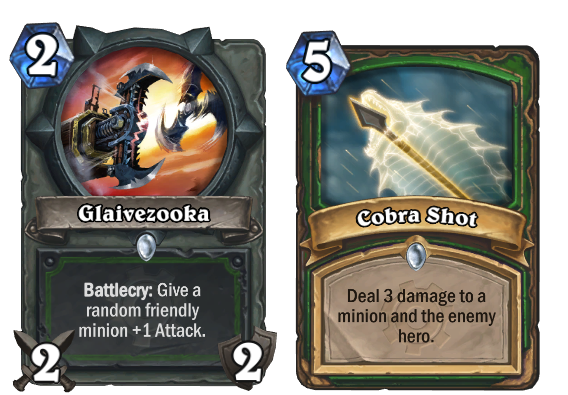 2
Glaivezooka
Battlecry: Give a
random friendly
minion +1 Attack.
2
2
5
Cobra Shot
Deal 3 damage to a
minion and the enemy
hero.